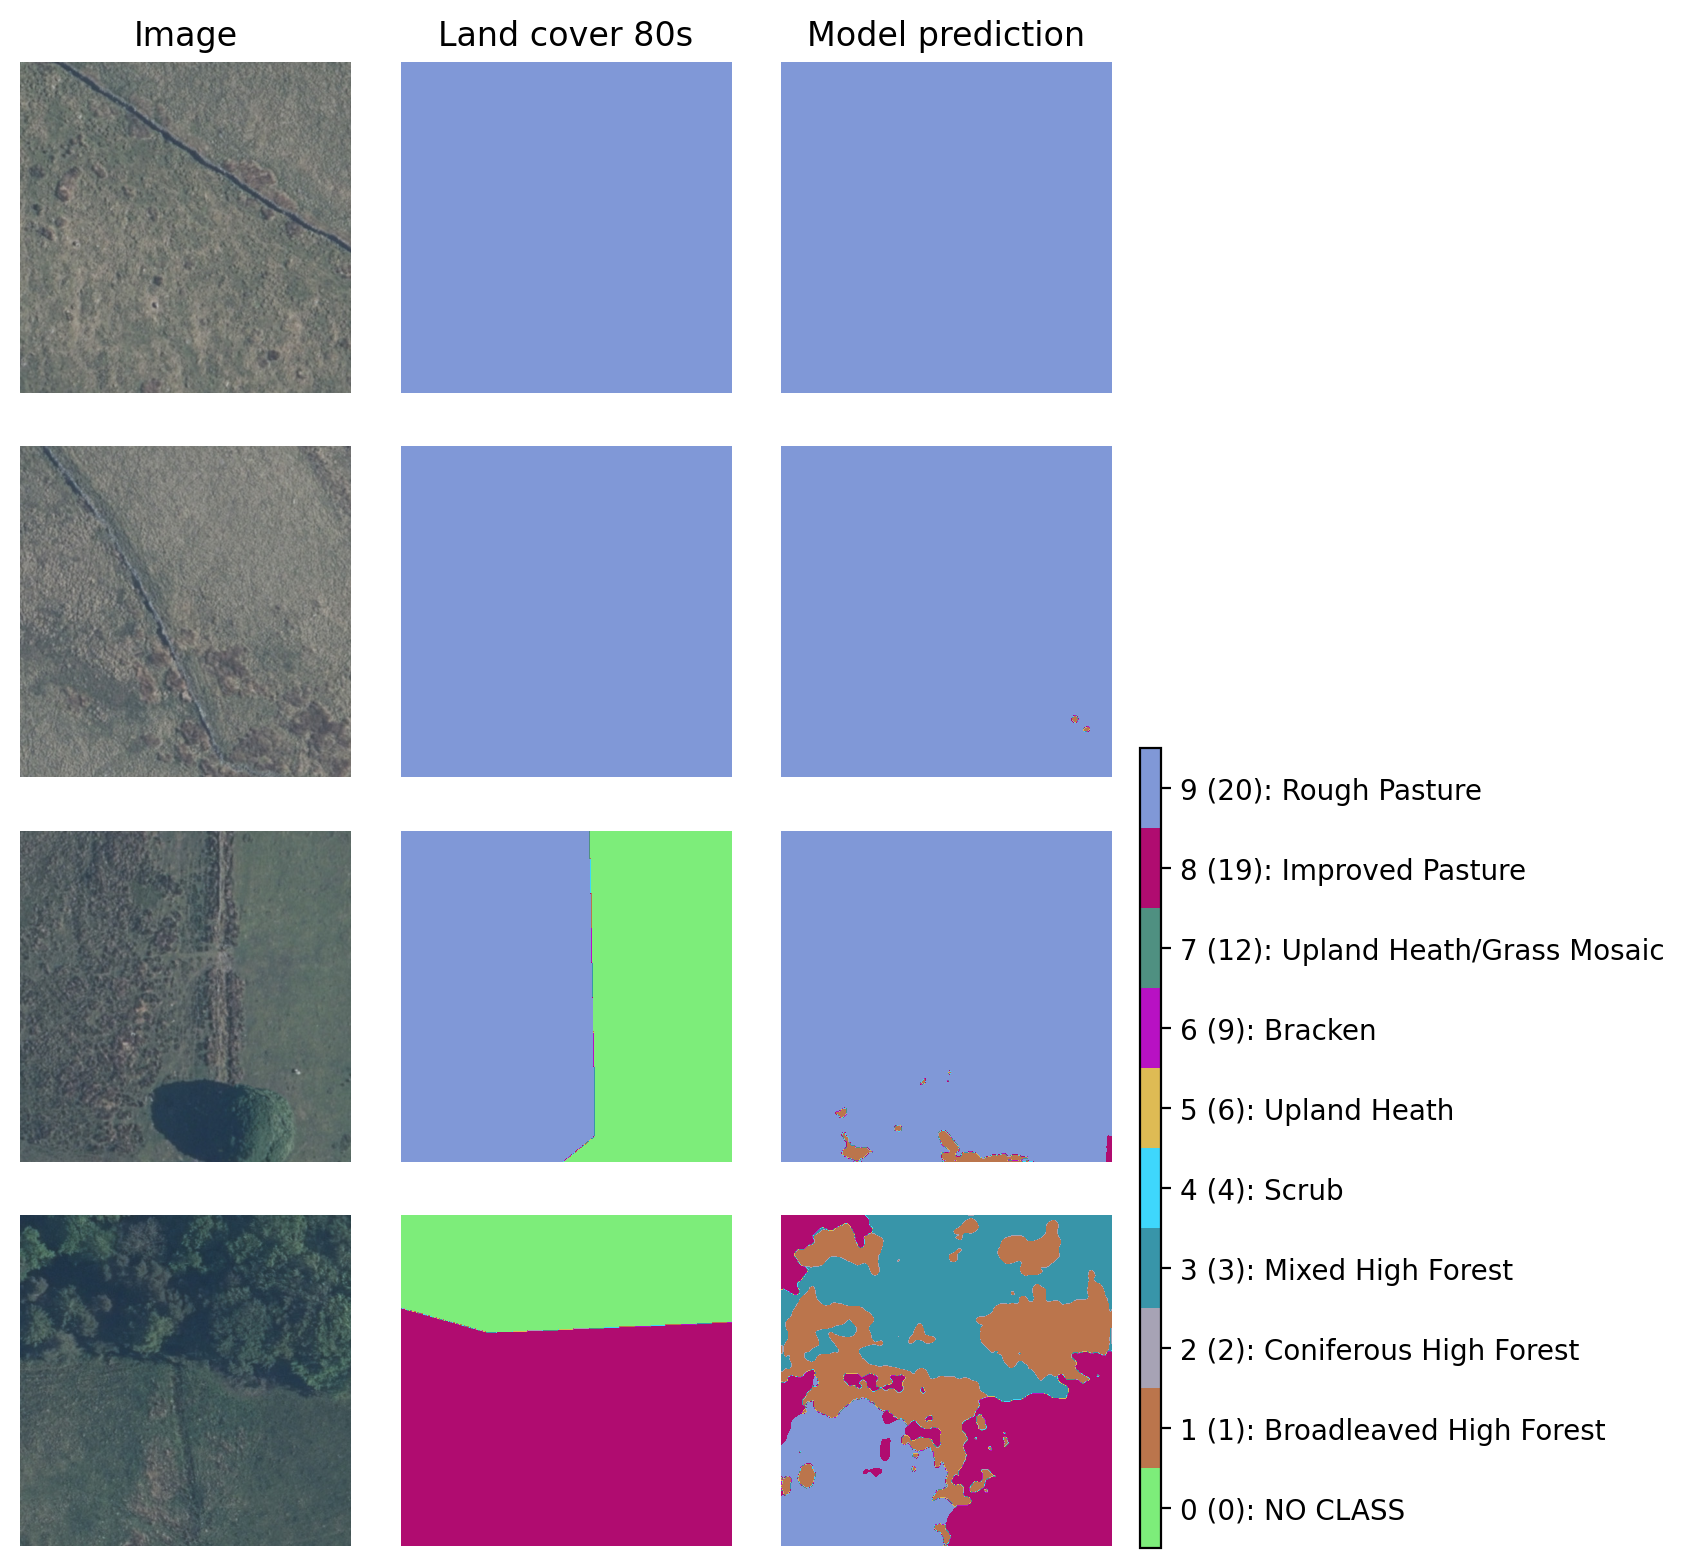 Image
Land cover 80s
Model prediction
9 (20): Rough Pasture
8 (19): Improved Pasture
7 (12): Upland Heath/Grass Mosaic
6 (9): Bracken
5 (6): Upland Heath
4 (4): Scrub
3 (3): Mixed High Forest
2 (2): Coniferous High Forest
1 (1): Broadleaved High Forest
0 (0): NO CLASS